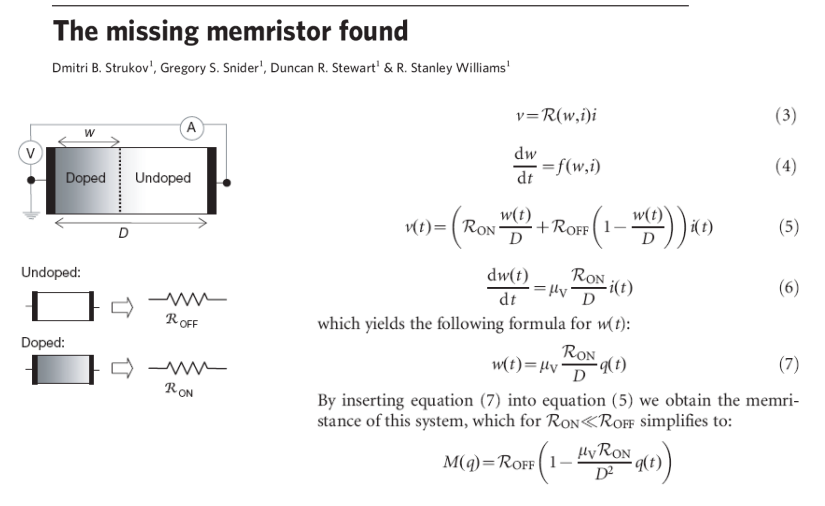 The missing memristor found
Dmitri B. Strukov¹, Gregory S. Snider¹, Duncan R. Stewart¹ & R. Stanley Williams¹
V
A
w
Doped
Undoped
D
Undoped:
ℛ_OFF
Doped:
ℛ_ON
v=ℛ(w,i)i (3)
dw/dt=f(w,i) (4)
v(t)=(ℛ_ON w(t)/D+ℛ_OFF(1−w(t)/D))i(t) (5)
dw(t)/dt=μ_V ℛ_ON/D i(t) (6)
which yields the following formula for w(t):
w(t)=μ_V ℛ_ON/D q(t) (7)
By inserting equation (7) into equation (5) we obtain the memri-
stance of this system, which for ℛ_ON≪ℛ_OFF simplifies to:
M(q)=ℛ_OFF(1−μ_Vℛ_ON/D² q(t))